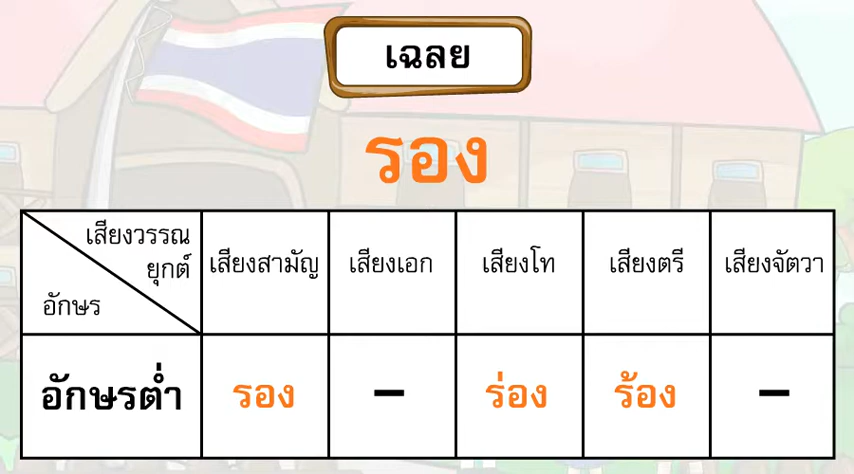 เฉลย
รอง
เสียงวรรณ
ยุกต์
อักษร
เสียงสามัญ เสียงเอก เสียงโท เสียงตรี เสียงจัตวา
อักษรต่ำ รอง – ร่อง ร้อง –